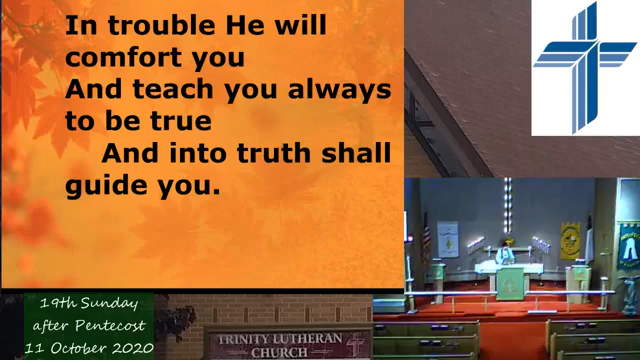 In trouble He will
comfort you
And teach you always
to be true
And into truth shall
guide you.
19th Sunday
after Pentecost
11 October 2020
TRINITY LUTHERAN
CHURCH